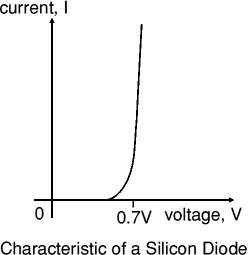 current, I
0
0.7V
voltage, V
Characteristic of a Silicon Diode